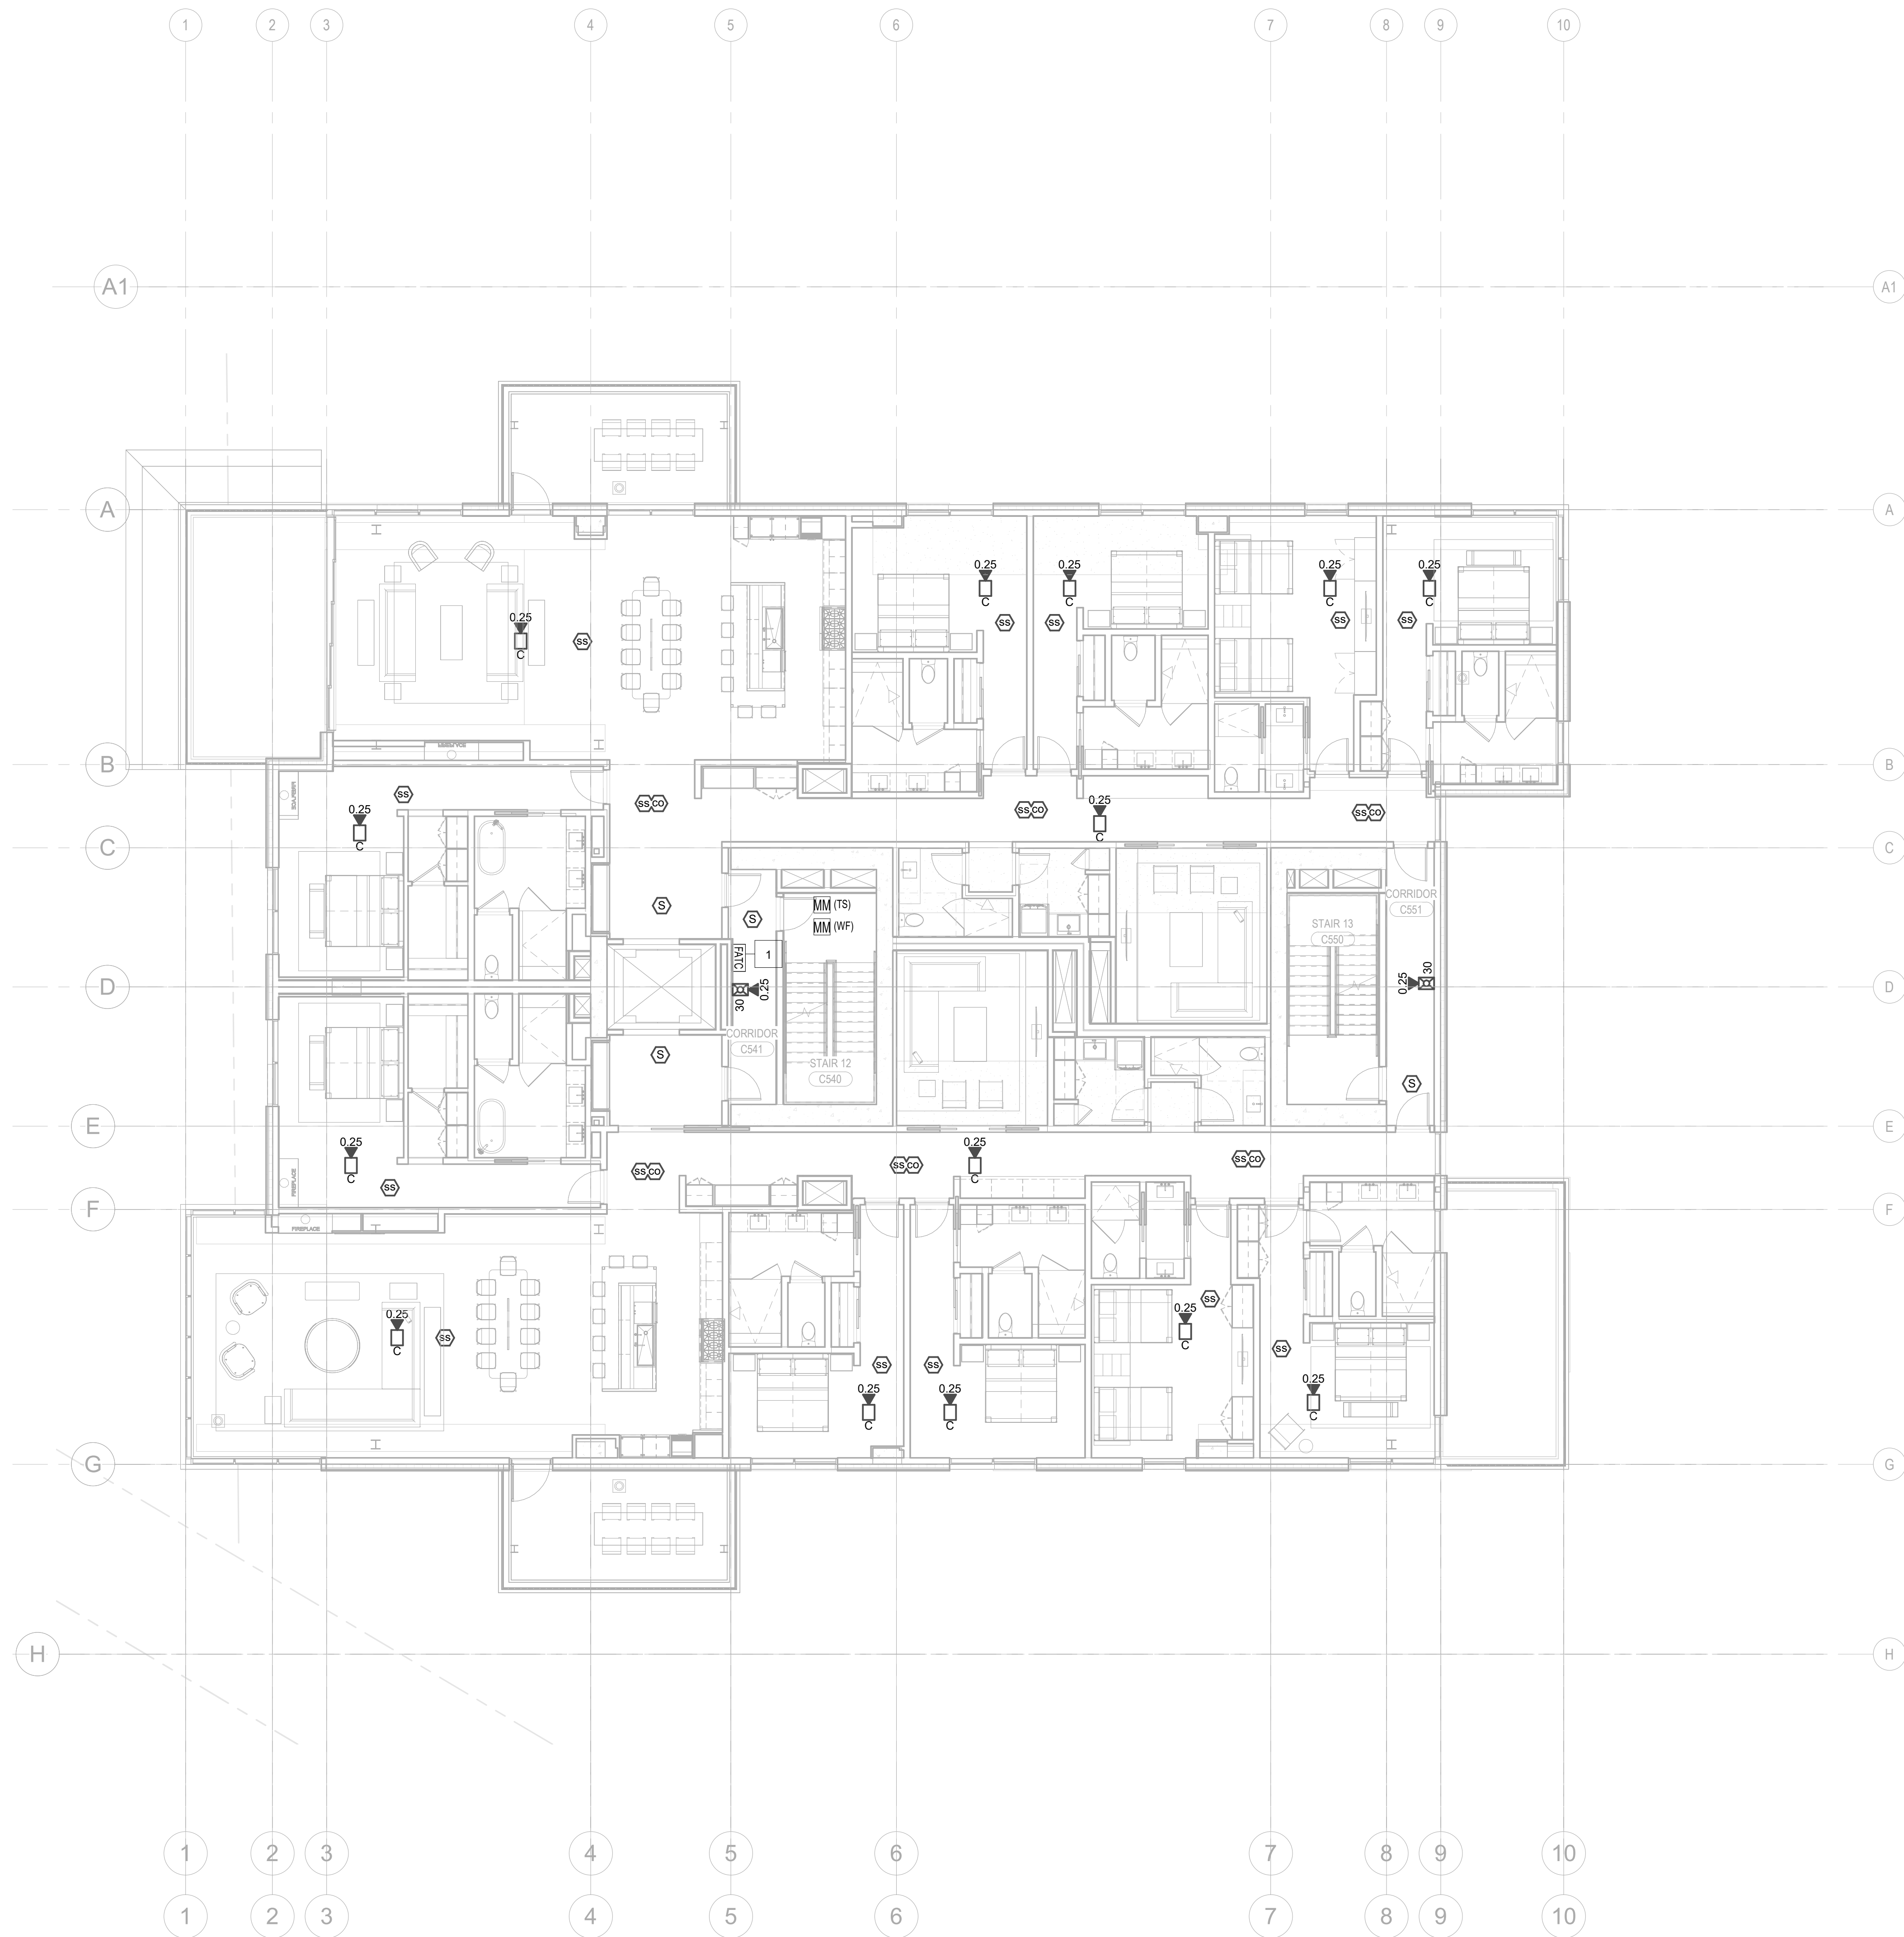 1 2 3 4 5 6 7 8 9 10
A1 A1
A A
0.25 0.25 0.25 0.25
C C C C
0.25
C
SS SS SS SS SS
FIREPLACE
B B
FIREPLACE
SS
0.25
C
SS CO SS CO SS CO
0.25
C
C C
CORRIDOR
C551
S S
MM (TS)
MM (WF)
STAIR 13
C550
FATC 1
D D
30
0.25
0.25
30
CORRIDOR
C541
S
STAIR 12
C540
S
E E
0.25
C
0.25
C
SS CO SS CO SS CO
SS
FIREPLACE
F F
FIREPLACE
SS
0.25
C
0.25
C
SS
SS SS SS
0.25
C
0.25
C
0.25
C
G G
H H
1 2 3 4 5 6 7 8 9 10
1 2 3 4 5 6 7 8 9 10